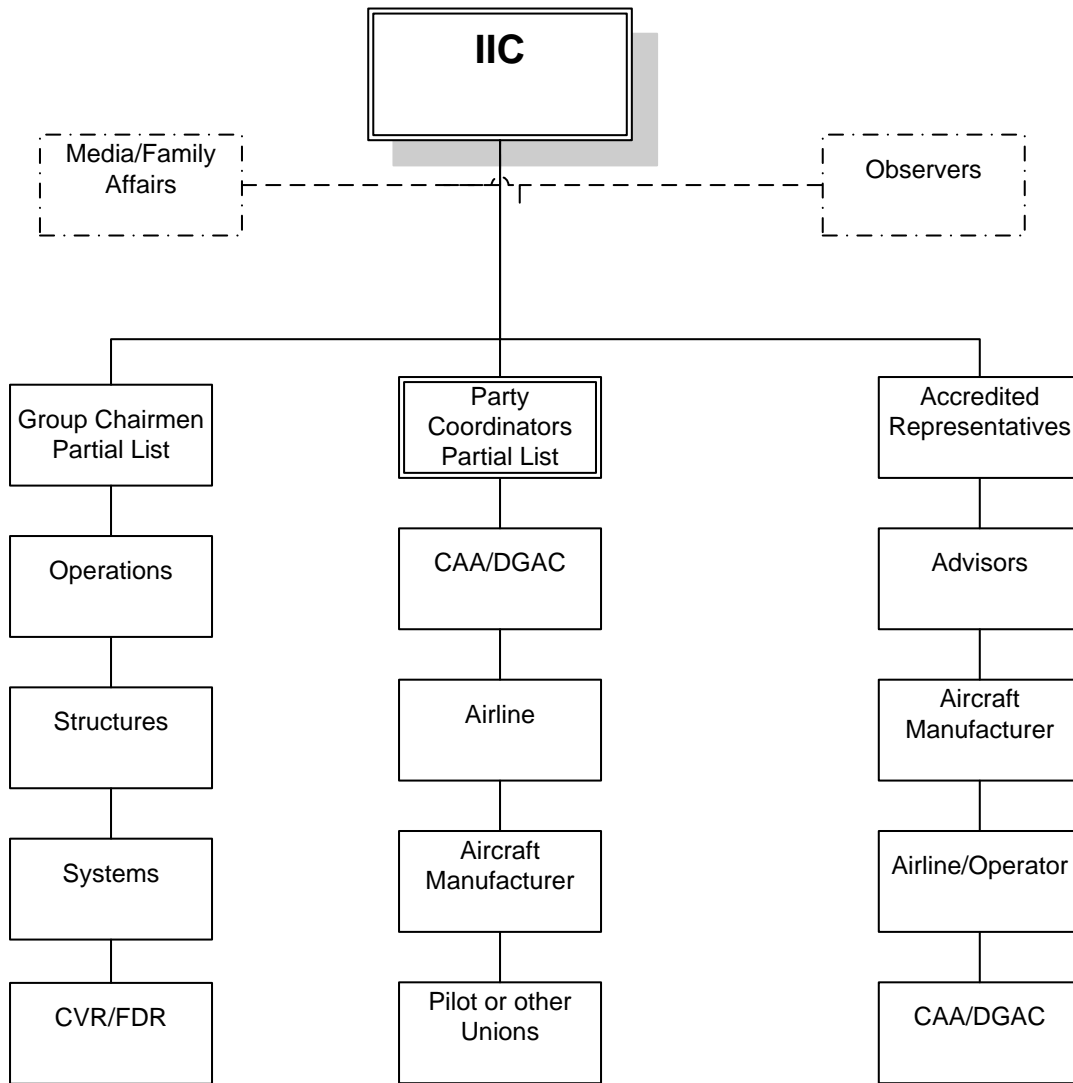 IIC
Media/Family
Affairs
Observers
Group Chairmen
Partial List
Party
Coordinators
Partial List
Accredited
Representatives
Operations
CAA/DGAC
Advisors
Structures
Airline
Aircraft
Manufacturer
Systems
Aircraft
Manufacturer
Airline/Operator
CVR/FDR
Pilot or other
Unions
CAA/DGAC